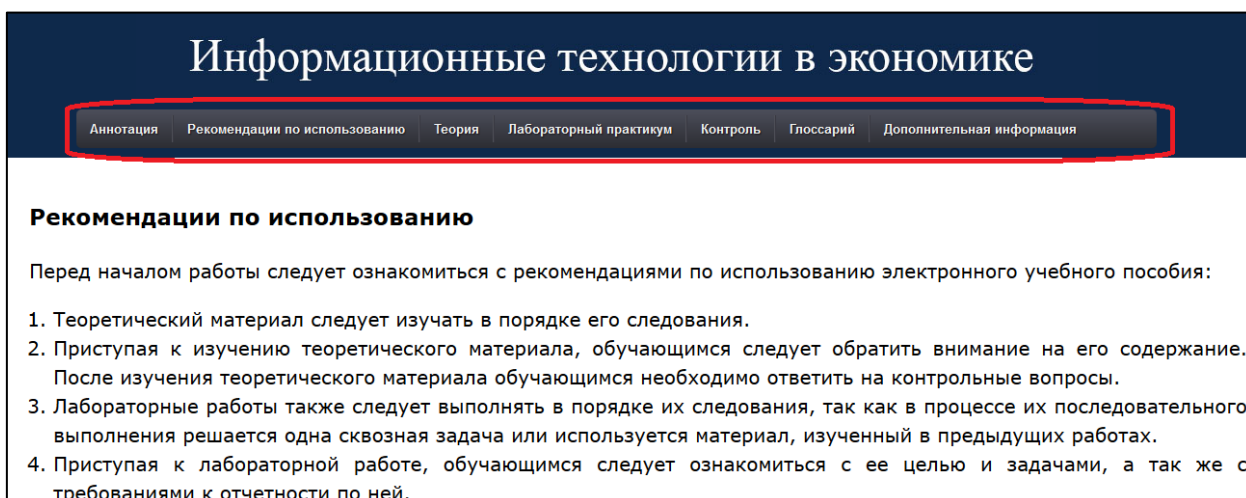 Информационные технологии в экономике
Аннотация Рекомендации по использованию Теория Лабораторный практикум Контроль Глоссарий Дополнительная информация
Рекомендации по использованию
Перед началом работы следует ознакомиться с рекомендациями по использованию электронного учебного пособия:
1. Теоретический материал следует изучать в порядке его следования.
2. Приступая к изучению теоретического материала, обучающимся следует обратить внимание на его содержание.
После изучения теоретического материала обучающимся необходимо ответить на контрольные вопросы.
3. Лабораторные работы также следует выполнять в порядке их следования, так как в процессе их последовательного
выполнения решается одна сквозная задача или используется материал, изученный в предыдущих работах.
4. Приступая к лабораторной работе, обучающимся следует ознакомиться с ее целью и задачами, а так же с
требованиями к отчетности по ней.